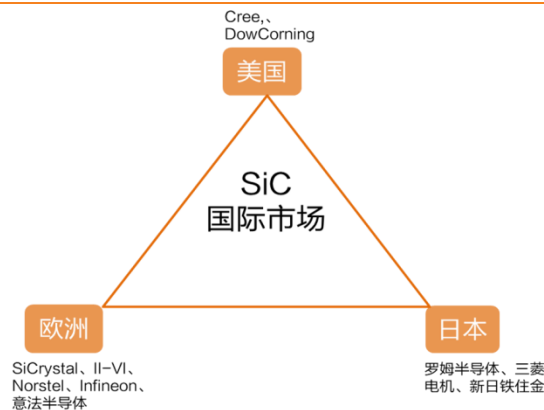 Cree,、
DowCorning
美国
SiC
国际市场
欧洲
SiCrystal、II-VI、
Norstel、Infineon、
意法半导体
日本
罗姆半导体、三菱
电机、新日铁住金